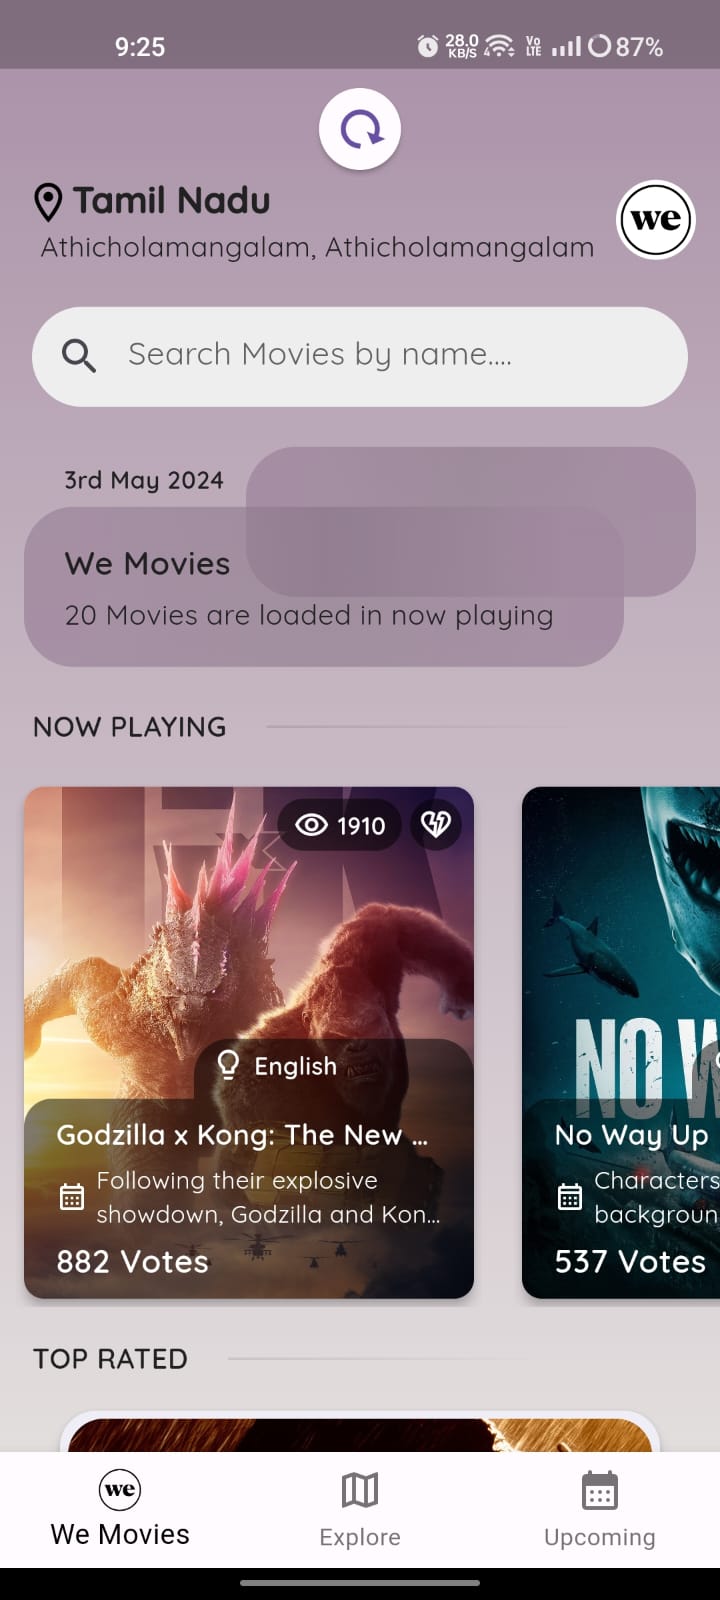 9:25
28.0
KB/S
Vo
LTE
87%
Tamil Nadu
we
Athicholamangalam, Athicholamangalam
Search Movies by name....
3rd May 2024
We Movies
20 Movies are loaded in now playing
NOW PLAYING
1910
English
Godzilla x Kong: The New ...
Following their explosive
showdown, Godzilla and Kon...
882 Votes
NO W
No Way Up
Characters
backgroun
537 Votes
TOP RATED
we
We Movies
Explore
Upcoming